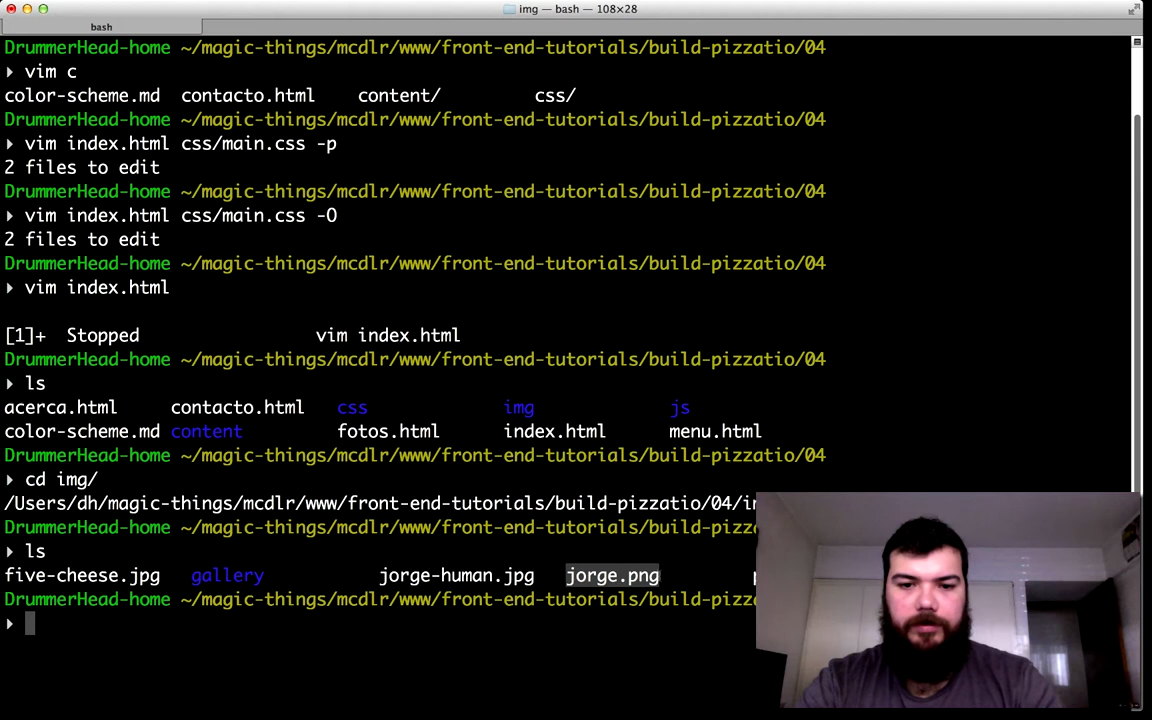 img — bash — 108×28
bash
DrummerHead-home ~/magic-things/mcdlr/www/front-end-tutorials/build-pizzatio/04
▸ vim c
color-scheme.md contacto.html content/ css/
DrummerHead-home ~/magic-things/mcdlr/www/front-end-tutorials/build-pizzatio/04
▸ vim index.html css/main.css -p
2 files to edit
DrummerHead-home ~/magic-things/mcdlr/www/front-end-tutorials/build-pizzatio/04
▸ vim index.html css/main.css -O
2 files to edit
DrummerHead-home ~/magic-things/mcdlr/www/front-end-tutorials/build-pizzatio/04
▸ vim index.html
[1]+ Stopped vim index.html
DrummerHead-home ~/magic-things/mcdlr/www/front-end-tutorials/build-pizzatio/04
▸ ls
acerca.html contacto.html css img js
color-scheme.md content fotos.html index.html menu.html
DrummerHead-home ~/magic-things/mcdlr/www/front-end-tutorials/build-pizzatio/04
▸ cd img/
/Users/dh/magic-things/mcdlr/www/front-end-tutorials/build-pizzatio/04/
DrummerHead-home ~/magic-things/mcdlr/www/front-end-tutorials/build-pizz
▸ ls
five-cheese.jpg gallery jorge-human.jpg jorge.png
DrummerHead-home ~/magic-things/mcdlr/www/front-end-tutorials/build-pizz
▸